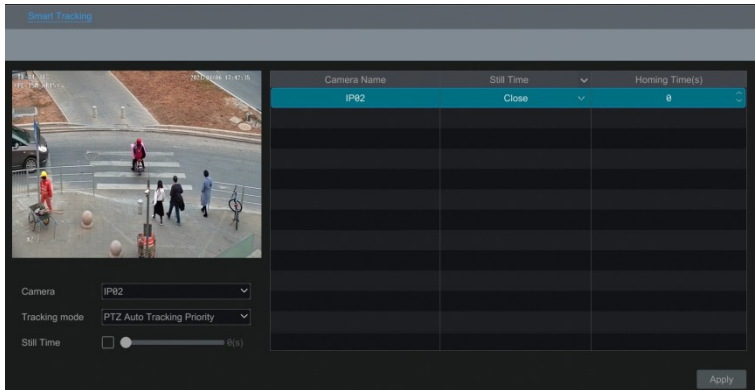 Smart Tracking
Camera Name Still Time Homing Time(s)
IP02 Close 0
Camera IP02
Tracking mode PTZ Auto Tracking Priority
Still Time 0(s)
Apply